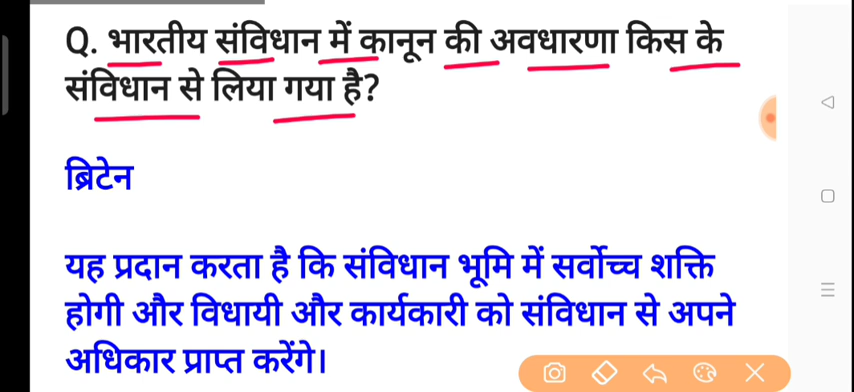 Q. भारतीय संविधान में कानून की अवधारणा किस के
संविधान से लिया गया है?
ब्रिटेन
यह प्रदान करता है कि संविधान भूमि में सर्वोच्च शक्ति
होगी और विधायी और कार्यकारी को संविधान से अपने
अधिकार प्राप्त करेंगे।